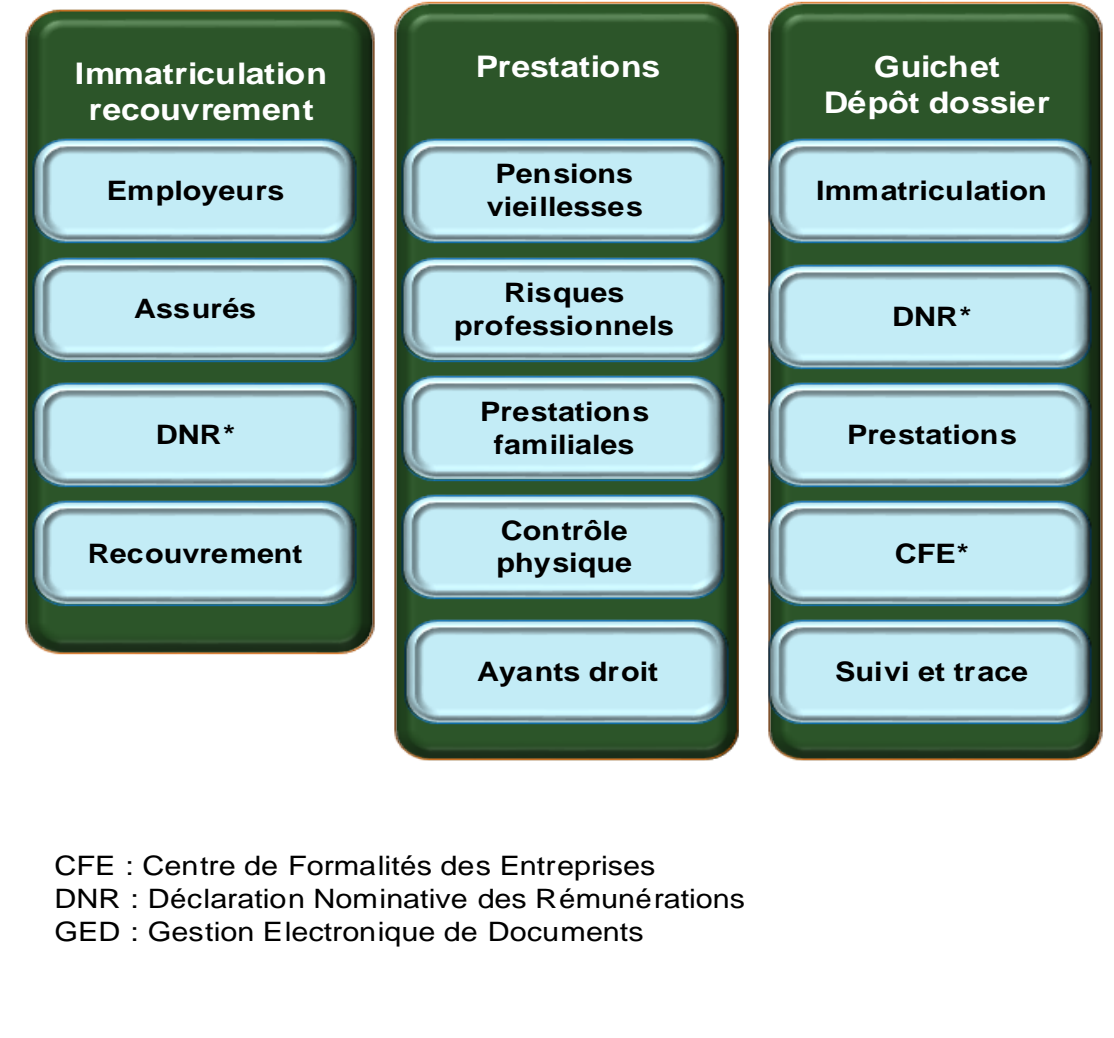 Immatriculation
recouvrement
Employeurs
Assurés
DNR*
Recouvrement
Prestations
Pensions
vieillesses
Risques
professionnels
Prestations
familiales
Contrôle
physique
Ayants droit
Guichet
Dépôt dossier
Immatriculation
DNR*
Prestations
CFE*
Suivi et trace
CFE : Centre de Formalités des Entreprises
DNR : Déclaration Nominative des Rémunérations
GED : Gestion Electronique de Documents